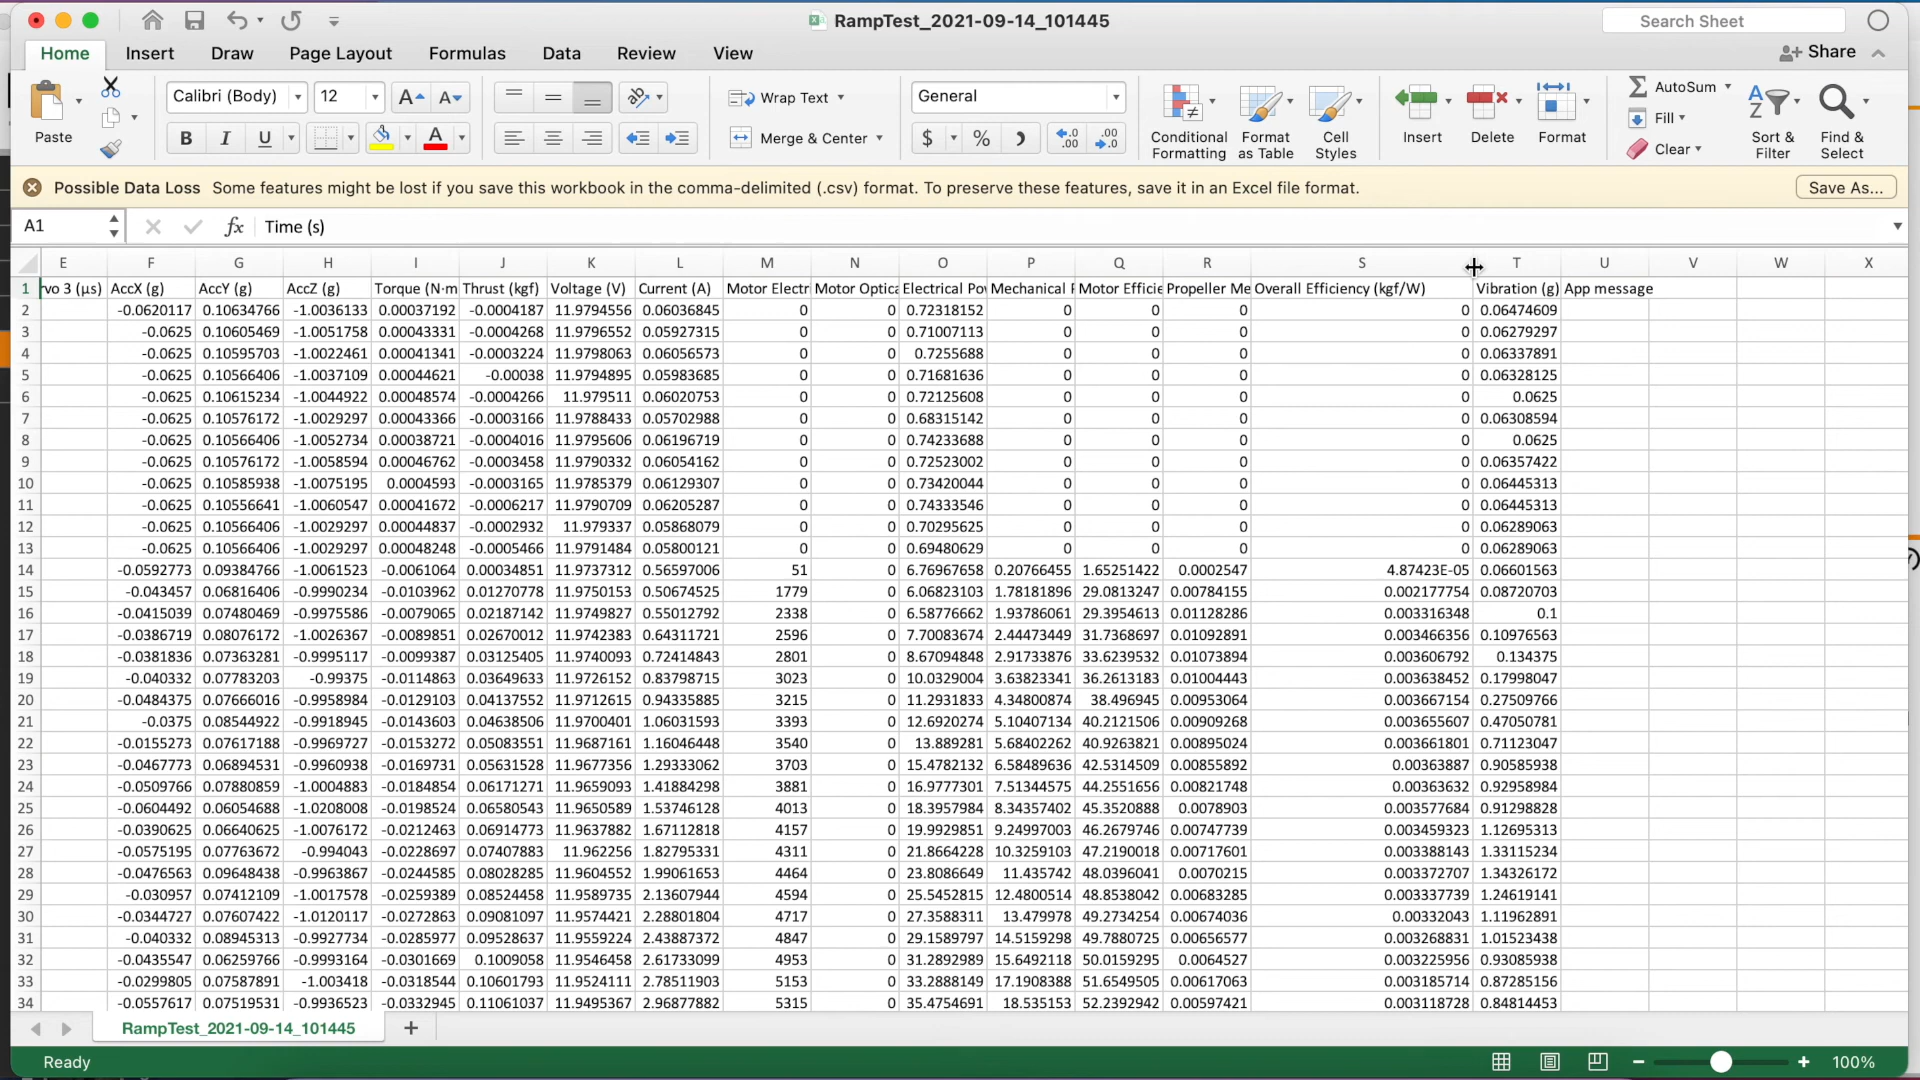 RampTest_2021-09-14_101445
Search Sheet
Home Insert Draw Page Layout Formulas Data Review View
Share
Paste
Calibri (Body) 12
B I U
Wrap Text
Merge & Center
General
$ % )
Conditional Formatting
Format as Table
Cell Styles
Insert
Delete
Format
AutoSum
Fill
Clear
Sort & Filter
Find & Select
Possible Data Loss Some features might be lost if you save this workbook in the comma-delimited (.csv) format. To preserve these features, save it in an Excel file format.
Save As...
A1 fx Time (s)
E F G H I J K L M N O P Q R S T U V W X
1 rvo 3 (µs) AccX (g) AccY (g) AccZ (g) Torque (N·m Thrust (kgf) Voltage (V) Current (A) Motor Electr Motor Optica Electrical Po Mechanical Motor Efficie Propeller Me Overall Efficiency (kgf/W) Vibration (g) App message
2 -0.0620117 0.10634766 -1.0036133 0.00037192 -0.0004187 11.9794556 0.06036845 0 0 0.72318152 0 0 0 0 0.06474609
3 -0.0625 0.10605469 -1.0051758 0.00043331 -0.0004268 11.9796552 0.05927315 0 0 0.71007113 0 0 0 0 0.06279297
4 -0.0625 0.10595703 -1.0022461 0.00041341 -0.0003224 11.9798063 0.06056573 0 0 0.7255688 0 0 0 0 0.06337891
5 -0.0625 0.10566406 -1.0037109 0.00044621 -0.00038 11.9794895 0.05983685 0 0 0.71681636 0 0 0 0 0.06328125
6 -0.0625 0.10615234 -1.0044922 0.00048574 -0.0004266 11.979511 0.06020753 0 0 0.72125608 0 0 0 0 0.0625
7 -0.0625 0.10576172 -1.0029297 0.00043366 -0.0003166 11.9788433 0.05702988 0 0 0.68315142 0 0 0 0 0.06308594
8 -0.0625 0.10566406 -1.0052734 0.00038721 -0.0004016 11.9795606 0.06196719 0 0 0.74233688 0 0 0 0 0.0625
9 -0.0625 0.10576172 -1.0058594 0.00046762 -0.0003458 11.9790332 0.06054162 0 0 0.72523002 0 0 0 0 0.06357422
10 -0.0625 0.10585938 -1.0075195 0.0004593 -0.0003165 11.9785379 0.06129307 0 0 0.73420044 0 0 0 0 0.06445313
11 -0.0625 0.10556641 -1.0060547 0.00041672 -0.0006217 11.9790709 0.06205287 0 0 0.74333546 0 0 0 0 0.06445313
12 -0.0625 0.10566406 -1.0029297 0.00044837 -0.0002932 11.979337 0.05868079 0 0 0.70295625 0 0 0 0 0.06289063
13 -0.0625 0.10566406 -1.0029297 0.00048248 -0.0005466 11.9791484 0.05800121 0 0 0.69480629 0 0 0 0 0.06289063
14 -0.0592773 0.09384766 -1.0061523 -0.0061064 0.00034851 11.9737312 0.56597006 51 0 6.76967658 0.20766455 1.65251422 0.0002547 4.87423E-05 0.06601563
15 -0.043457 0.06816406 -0.9990234 -0.0103962 0.01270778 11.9750153 0.50674525 1779 0 6.06823103 1.78181896 29.0813247 0.00784155 0.002177754 0.08720703
16 -0.0415039 0.07480469 -0.9975586 -0.0079065 0.02187142 11.9749827 0.55012792 2338 0 6.58776662 1.93786061 29.3954613 0.01128286 0.003316348 0.1
17 -0.0386719 0.08076172 -1.0026367 -0.0089851 0.02670012 11.9742383 0.64311721 2596 0 7.70083674 2.44473449 31.7368697 0.01092891 0.003466356 0.10976563
18 -0.0381836 0.07363281 -0.9995117 -0.0099387 0.03125405 11.9740093 0.72414843 2801 0 8.67094848 2.91733876 33.6239532 0.01073894 0.003606792 0.134375
19 -0.040332 0.07783203 -0.99375 -0.0114863 0.03649633 11.9726152 0.83798715 3023 0 10.0329004 3.63823341 36.2613183 0.01004443 0.003638452 0.17998047
20 -0.0484375 0.07666016 -0.9958984 -0.0129103 0.04137552 11.9712615 0.94335885 3215 0 11.2931833 4.34800874 38.496945 0.00953064 0.003667154 0.27509766
21 -0.0375 0.08544922 -0.9918945 -0.0143603 0.04638506 11.9700401 1.06031593 3393 0 12.6920274 5.10407134 40.2121506 0.00909268 0.003655607 0.47050781
22 -0.0155273 0.07617188 -0.9969727 -0.0153272 0.05083551 11.9687161 1.16046448 3540 0 13.889281 5.68402262 40.9263821 0.00895024 0.003661801 0.71123047
23 -0.0467773 0.06894531 -0.9960938 -0.0169731 0.05631528 11.9677356 1.29333062 3703 0 15.4782132 6.58489636 42.5314509 0.00855892 0.00363887 0.90585938
24 -0.0509766 0.07880859 -1.0004883 -0.0184854 0.06171271 11.9659093 1.41884298 3881 0 16.9777301 7.51344575 44.2551656 0.00821748 0.00363632 0.92958984
25 -0.0604492 0.06054688 -1.0208008 -0.0198524 0.06580543 11.9650589 1.53746128 4013 0 18.3957984 8.34357402 45.3520888 0.0078903 0.003577684 0.91298828
26 -0.0390625 0.06640625 -1.0076172 -0.0212463 0.06914773 11.9637882 1.67112818 4157 0 19.9929851 9.24997003 46.2679746 0.00747739 0.003459323 1.12695313
27 -0.0575195 0.07763672 -0.994043 -0.0228697 0.07407883 11.962256 1.82795331 4311 0 21.8664228 10.3259103 47.2190018 0.00717601 0.003388143 1.33115234
28 -0.0476563 0.09648438 -0.9963867 -0.0244585 0.08028285 11.9604552 1.99061653 4464 0 23.8086649 11.435742 48.0396041 0.0070215 0.003372707 1.34326172
29 -0.030957 0.07412109 -1.0017578 -0.0259389 0.08524458 11.9589735 2.13607944 4594 0 25.5452815 12.4800514 48.8538042 0.00683285 0.003337739 1.24619141
30 -0.0344727 0.07607422 -1.0120117 -0.0272863 0.09081097 11.9574421 2.28801804 4717 0 27.3588311 13.479978 49.2734254 0.00674036 0.00332043 1.11962891
31 -0.040332 0.08945313 -0.9927734 -0.0285977 0.09528637 11.9559224 2.43887372 4847 0 29.1589797 14.5159298 49.7880725 0.00656577 0.003268831 1.01523438
32 -0.0435547 0.06259766 -0.9993164 -0.0301669 0.1009058 11.9546458 2.61733099 4953 0 31.2892989 15.6492118 50.0159295 0.0064527 0.003225956 0.93085938
33 -0.0299805 0.07587891 -1.003418 -0.0318544 0.10601793 11.9524111 2.78511903 5153 0 33.2888149 17.1908388 51.6549505 0.00617063 0.003185714 0.87285156
34 -0.0557617 0.07519531 -0.9936523 -0.0332945 0.11061037 11.9495367 2.96877882 5315 0 35.4754691 18.535153 52.2392942 0.00597421 0.003118728 0.84814453
RampTest_2021-09-14_101445 +
Ready
100%